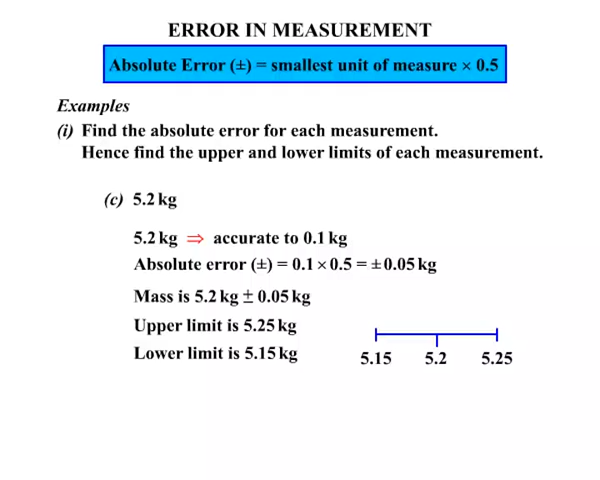 ERROR IN MEASUREMENT
Absolute Error (±) = smallest unit of measure × 0.5
Examples
(i) Find the absolute error for each measurement.
Hence find the upper and lower limits of each measurement.
(c) 5.2 kg
5.2 kg ⇒ accurate to 0.1 kg
Absolute error (±) = 0.1 × 0.5 = ± 0.05 kg
Mass is 5.2 kg ± 0.05 kg
Upper limit is 5.25 kg
Lower limit is 5.15 kg
5.15 5.2 5.25